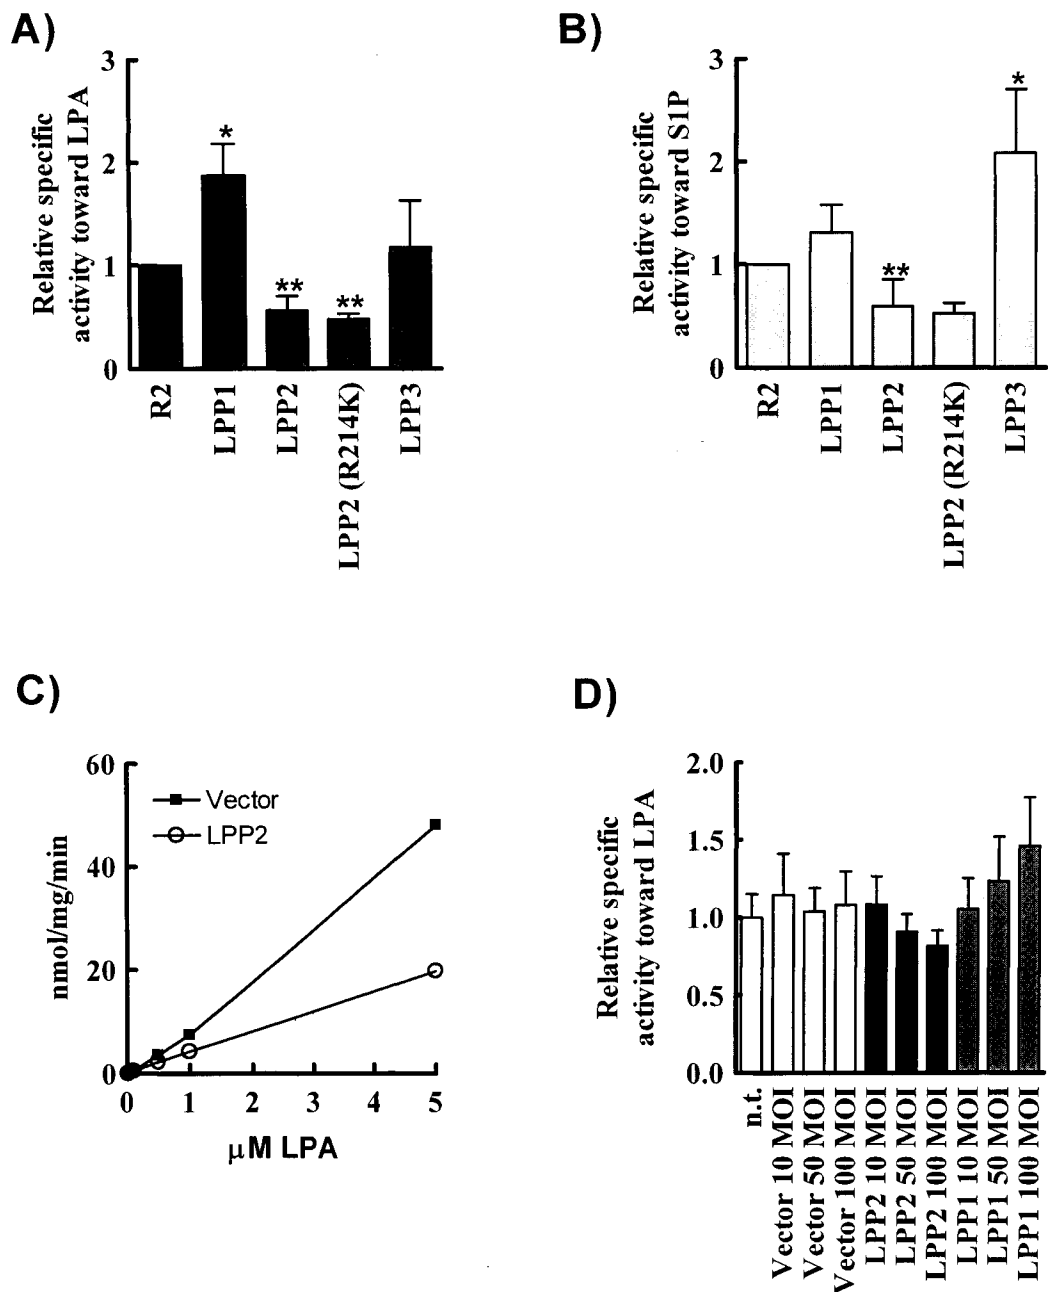 A)
Relative specific
activity toward LPA
3
2
1
0
*
**
**
R2
LPP1
LPP2
LPP2 (R214K)
LPP3
B)
Relative specific
activity toward S1P
3
2
1
0
**
*
R2
LPP1
LPP2
LPP2 (R214K)
LPP3
C)
nmol/mg/min
60
40
20
0
Vector
LPP2
0 1 2 3 4 5
μM LPA
D)
Relative specific
activity toward LPA
2.0
1.5
1.0
0.5
0.0
n.t.
Vector 10 MOI
Vector 50 MOI
Vector 100 MOI
LPP2 10 MOI
LPP2 50 MOI
LPP2 100 MOI
LPP1 10 MOI
LPP1 50 MOI
LPP1 100 MOI